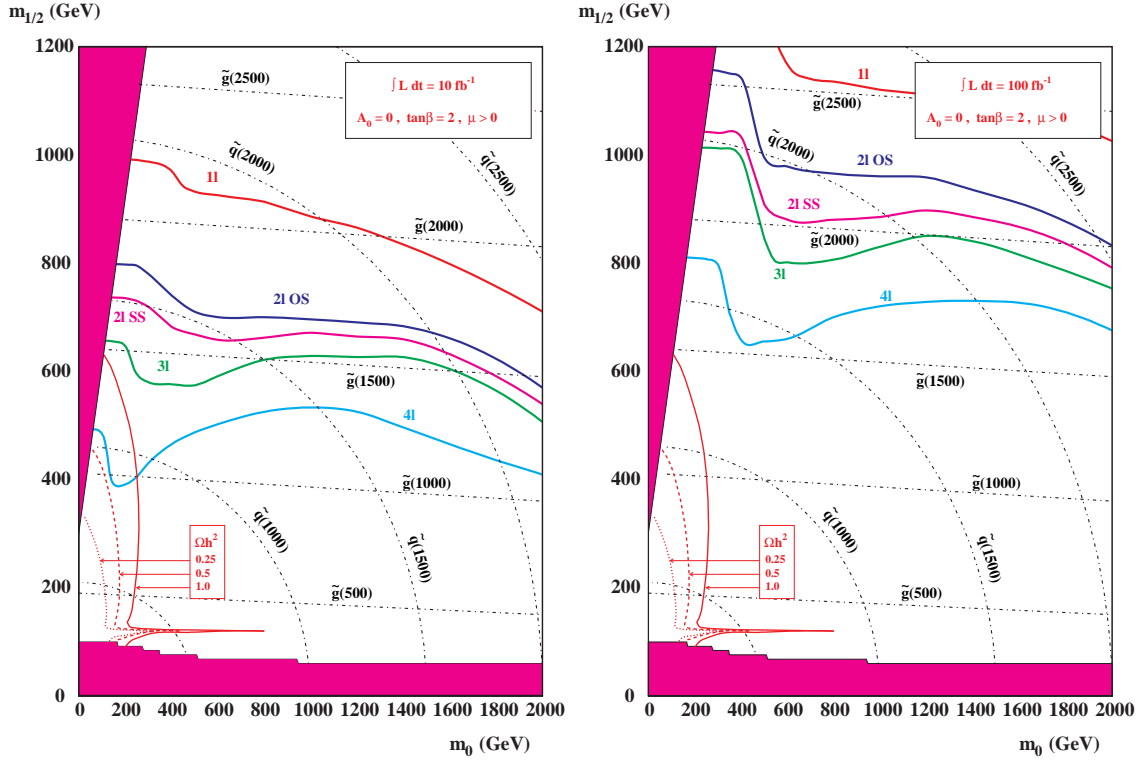 m1/2 (GeV)
1200
1000
800
600
400
200
0
g̃(2500)
∫ L dt = 10 fb-1
A0 = 0 , tanβ = 2 , μ > 0
q̃(2000)
q̃(2500)
1l
g̃(2000)
2l OS
2l SS
3l
g̃(1500)
4l
g̃(1000)
q̃(1000)
q̃(1500)
Ωh2
0.25
0.5
1.0
g̃(500)
0 200 400 600 800 1000 1200 1400 1600 1800 2000
m0 (GeV)
m1/2 (GeV)
1200
1000
800
600
400
200
0
1l
∫ L dt = 100 fb-1
g̃(2500)
A0 = 0 , tanβ = 2 , μ > 0
q̃(2000)
q̃(2500)
2l OS
2l SS
g̃(2000)
3l
4l
g̃(1500)
g̃(1000)
q̃(1000)
q̃(1500)
Ωh2
0.25
0.5
1.0
g̃(500)
0 200 400 600 800 1000 1200 1400 1600 1800 2000
m0 (GeV)